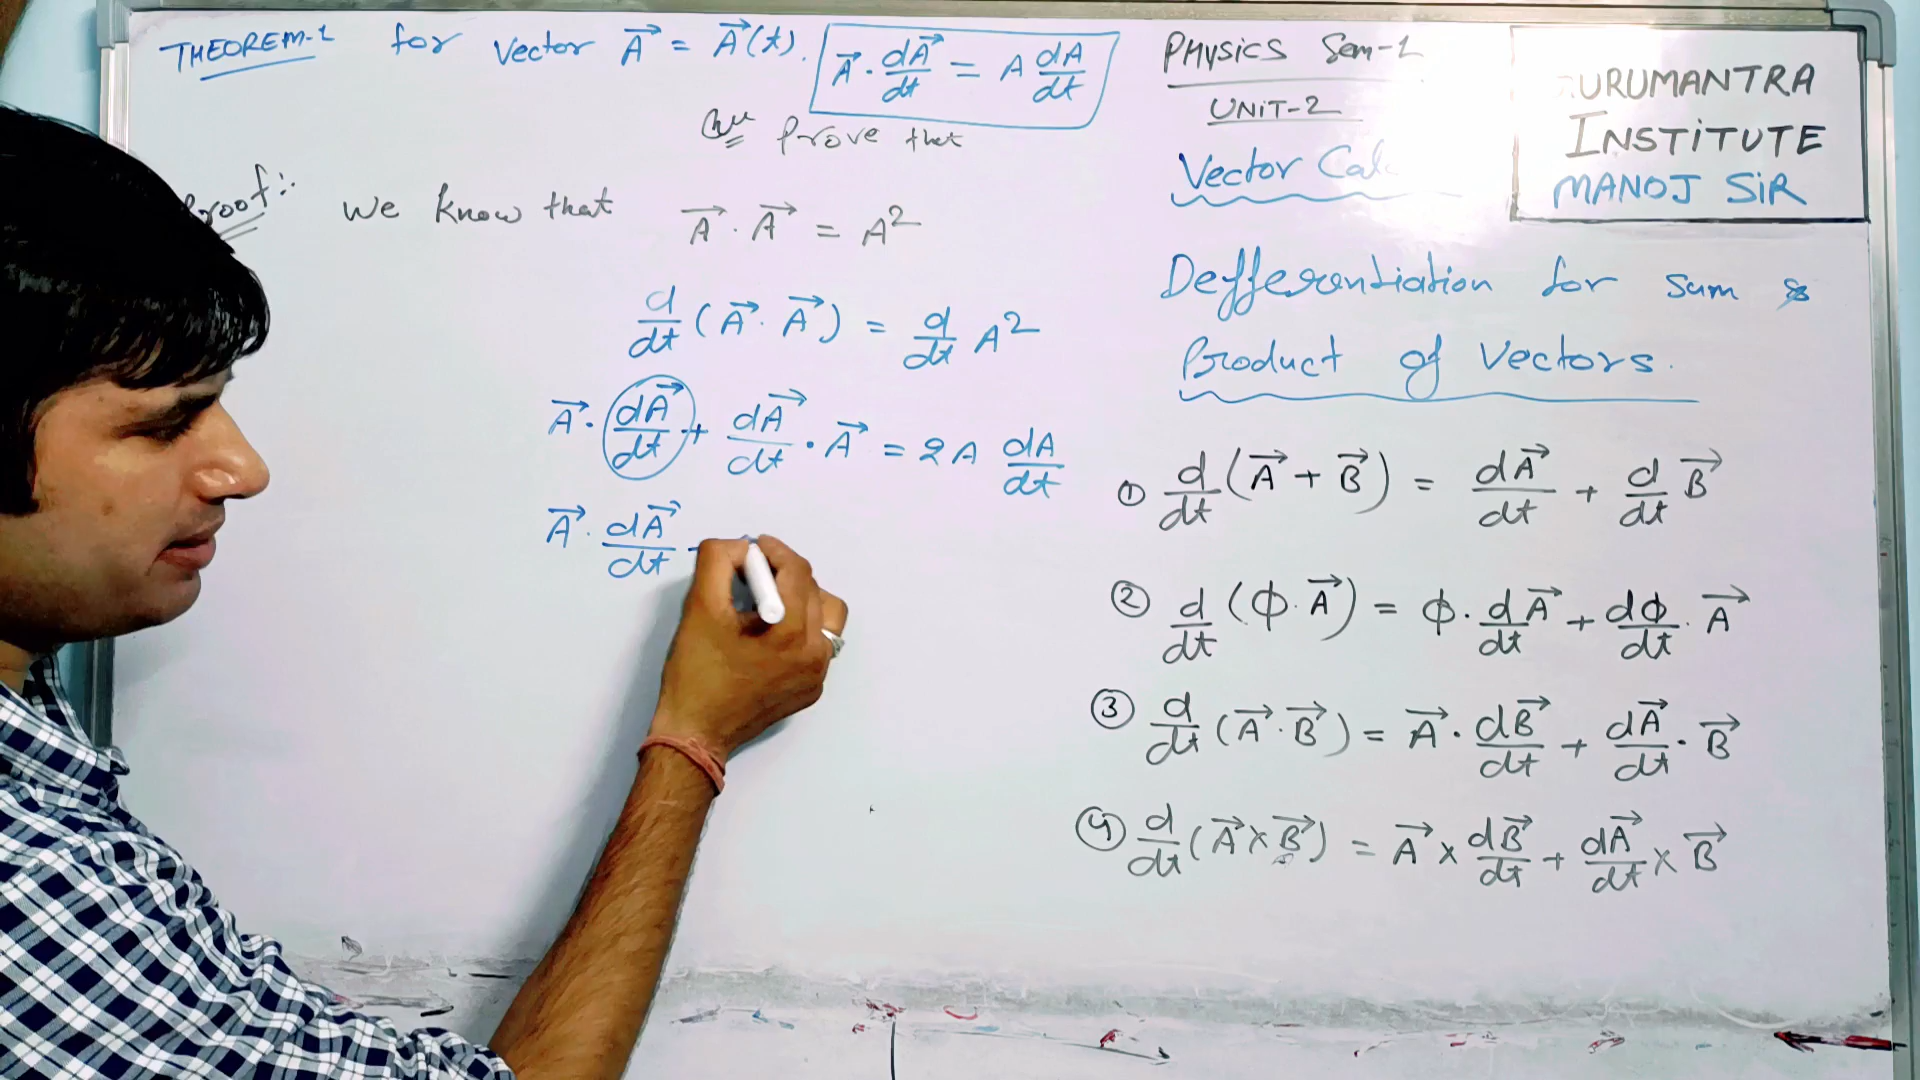 THEOREM-1 for vector A⃗ = A⃗(t). A⃗ · dA⃗/dt = A dA/dt
Prove that
Proof:- We know that A⃗ · A⃗ = A²
d/dt (A⃗ · A⃗) = d/dt A²
A⃗ · dA⃗/dt + dA⃗/dt · A⃗ = 2A dA/dt
A⃗ · dA⃗/dt
PHYSICS Sem-1
UNIT-2
Vector Cal
URUMANTRA
INSTITUTE
MANOJ SIR
Defferentiation for sum &
Product of Vectors.
① d/dt (A⃗ + B⃗) = dA⃗/dt + d/dt B⃗
② d/dt (ϕ · A⃗) = ϕ · dA⃗/dt + dϕ/dt · A⃗
③ d/dt (A⃗ · B⃗) = A⃗ · dB⃗/dt + dA⃗/dt · B⃗
④ d/dt (A⃗ × B⃗) = A⃗ × dB⃗/dt + dA⃗/dt × B⃗